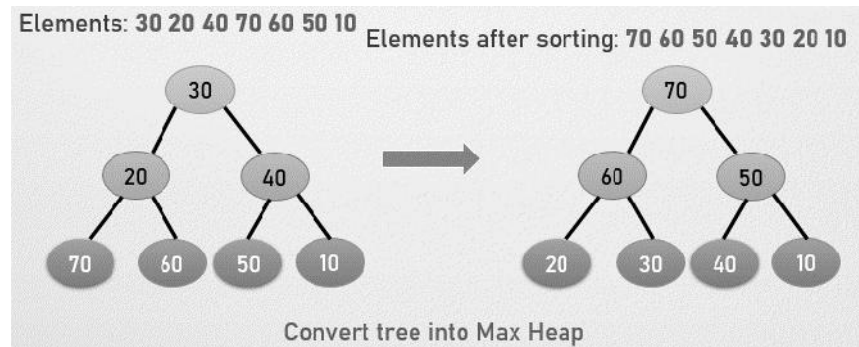 Elements: 30 20 40 70 60 50 10
Elements after sorting: 70 60 50 40 30 20 10
30
20 40
70 60 50 10
70
60 50
20 30 40 10
Convert tree into Max Heap